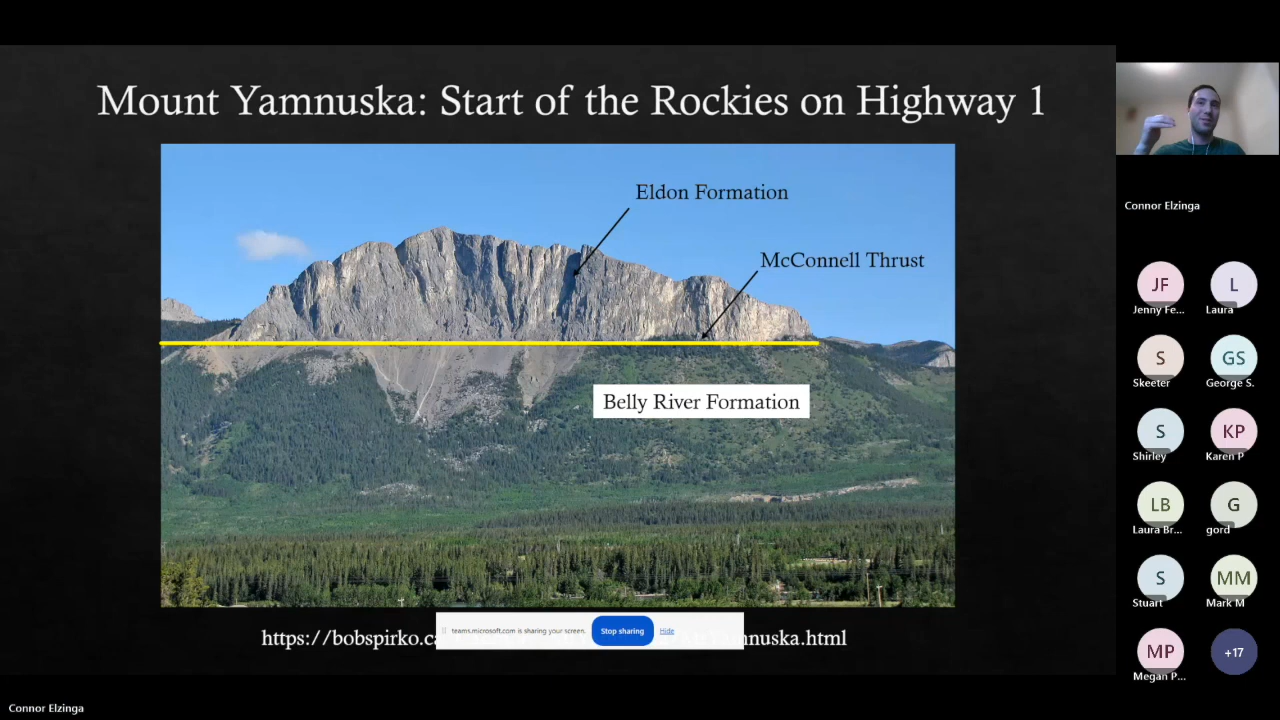 Mount Yamnuska: Start of the Rockies on Highway 1
Eldon Formation
McConnell Thrust
Belly River Formation
https://bobspirko.ca
nuska.html
teams.microsoft.com is sharing your screen.
Stop sharing
Hide
Connor Elzinga
JF
L
Jenny Fe...
Laura
S
GS
Skeeter
George S.
S
KP
Shirley
Karen P
LB
G
Laura Br...
gord
S
MM
Stuart
Mark M
MP
+17
Megan P...
Connor Elzinga